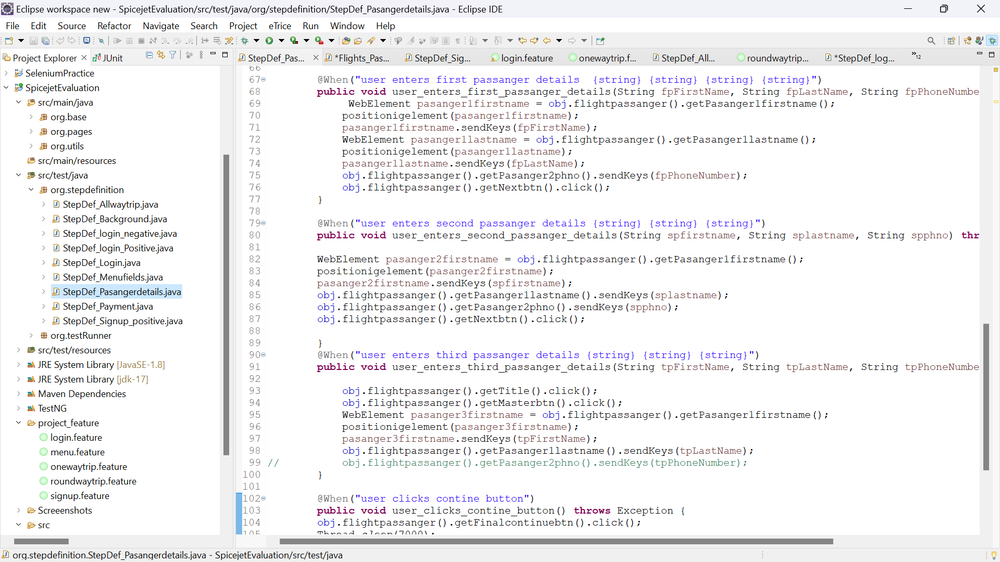 Eclipse workspace new - SpicejetEvaluation/src/test/java/org/stepdefinition/StepDef_Pasangerdetails.java - Eclipse IDE
File Edit Source Refactor Navigate Search Project eTrice Run Window Help
Project Explorer JUnit
StepDef_Pas... *Flights_Pas... StepDef_Sig... login.feature onewaytrip.f... StepDef_All... roundwaytrip... *StepDef_log... »12
SeleniumPractice
SpicejetEvaluation
src/main/java
org.base
org.pages
org.utils
src/main/resources
src/test/java
org.stepdefinition
StepDef_Allwaytrip.java
StepDef_Background.java
StepDef_login_negative.java
StepDef_login_Positive.java
StepDef_Login.java
StepDef_Menufields.java
StepDef_Pasangerdetails.java
StepDef_Payment.java
StepDef_Signup_positive.java
org.testRunner
src/test/resources
JRE System Library [JavaSE-1.8]
JRE System Library [jdk-17]
Maven Dependencies
TestNG
project_feature
login.feature
menu.feature
onewaytrip.feature
roundwaytrip.feature
signup.feature
Screeenshots
src
66
67 @When("user enters first passanger details  {string} {string} {string} {string}")
68 public void user_enters_first_passanger_details(String fpFirstName, String fpLastName, String fpPhoneNumbe
69 WebElement pasanger1firstname = obj.flightpassanger().getPasanger1firstname();
70 positionigelement(pasanger1firstname);
71 pasanger1firstname.sendKeys(fpFirstName);
72 WebElement pasanger1lastname = obj.flightpassanger().getPasanger1lastname();
73 positionigelement(pasanger1lastname);
74 pasanger1lastname.sendKeys(fpLastName);
75 obj.flightpassanger().getPasanger2phno().sendKeys(fpPhoneNumber);
76 obj.flightpassanger().getNextbtn().click();
77 }
78
79 @When("user enters second passanger details {string} {string} {string}")
80 public void user_enters_second_passanger_details(String spfirstname, String splastname, String spphno) thr
81
82 WebElement pasanger2firstname = obj.flightpassanger().getPasanger1firstname();
83 positionigelement(pasanger2firstname);
84 pasanger2firstname.sendKeys(spfirstname);
85 obj.flightpassanger().getPasanger1lastname().sendKeys(splastname);
86 obj.flightpassanger().getPasanger2phno().sendKeys(spphno);
87 obj.flightpassanger().getNextbtn().click();
88
89 }
90 @When("user enters third passanger details {string} {string} {string}")
91 public void user_enters_third_passanger_details(String tpFirstName, String tpLastName, String tpPhoneNumbe
92
93 obj.flightpassanger().getTitle().click();
94 obj.flightpassanger().getMasterbtn().click();
95 WebElement pasanger3firstname = obj.flightpassanger().getPasanger1firstname();
96 positionigelement(pasanger3firstname);
97 pasanger3firstname.sendKeys(tpFirstName);
98 obj.flightpassanger().getPasanger1lastname().sendKeys(tpLastName);
99 // obj.flightpassanger().getPasanger2phno().sendKeys(tpPhoneNumber);
100 }
101
102 @When("user clicks contine button")
103 public void user_clicks_contine_button() throws Exception {
104 obj.flightpassanger().getFinalcontinuebtn().click();
105 Thread.sleep(7000);
org.stepdefinition.StepDef_Pasangerdetails.java - SpicejetEvaluation/src/test/java